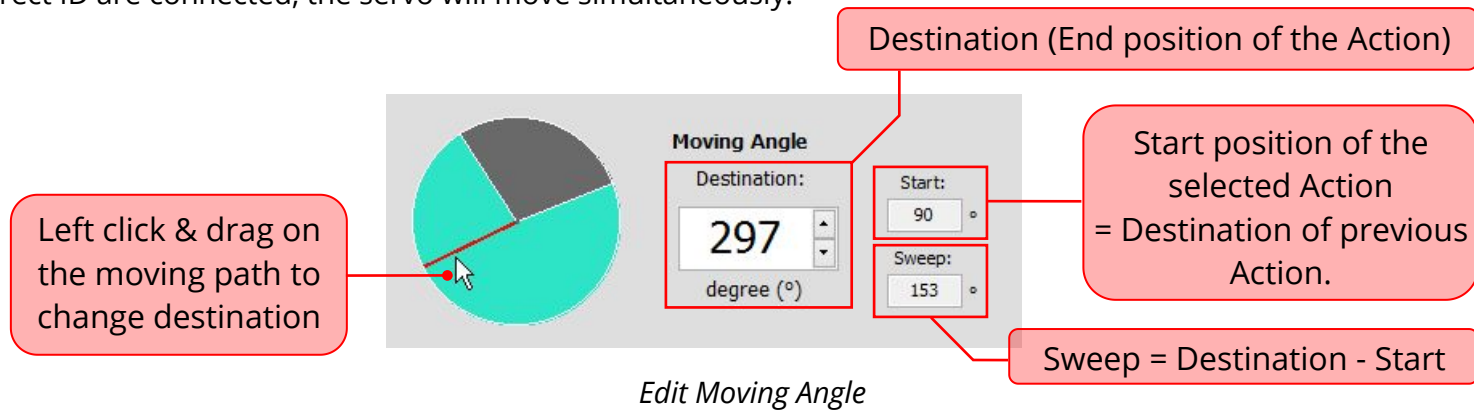 rect ID are connected, the servo will move simultaneously.
Destination (End position of the Action)
Moving Angle
Destination:
297
degree (º)
Start:
90 º
Sweep:
153 º
Start position of the
selected Action
= Destination of previous
Action.
Left click & drag on
the moving path to
change destination
Sweep = Destination - Start
Edit Moving Angle